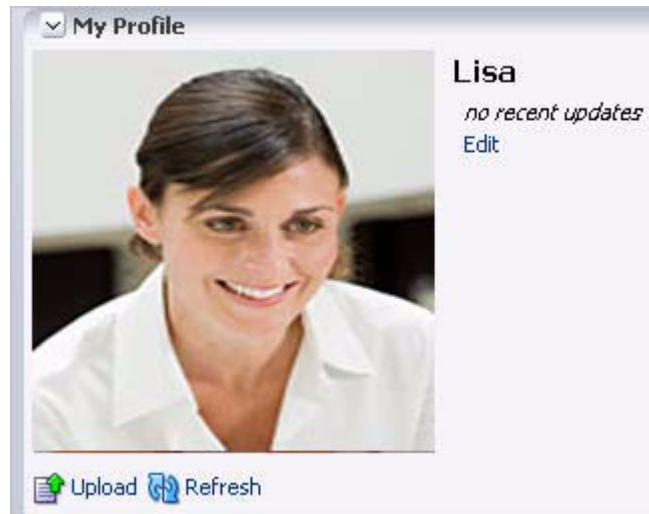 My Profile
Lisa
no recent updates
Edit
Upload Refresh